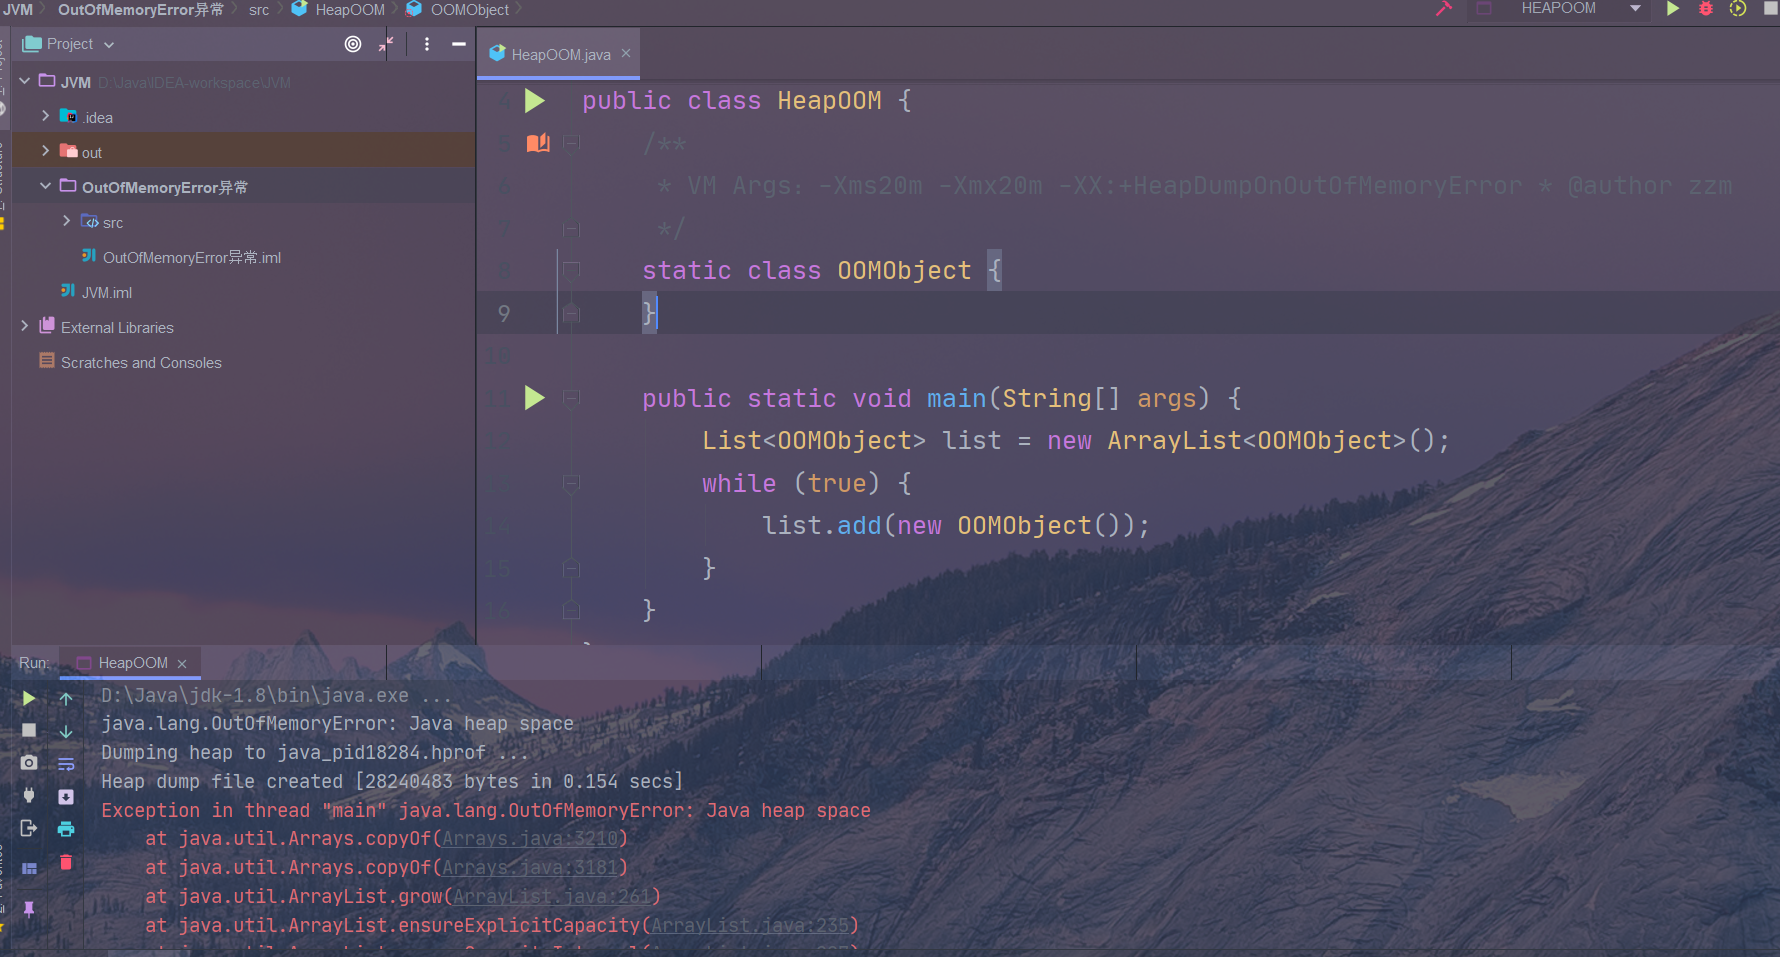 JVM OutOfMemoryError异常 src HeapOOM OOMObject
HEAPOOM
Project
JVM D:\Java\IDEA-workspace\JVM
.idea
out
OutOfMemoryError异常
src
OutOfMemoryError异常.iml
JVM.iml
External Libraries
Scratches and Consoles
HeapOOM.java
4 public class HeapOOM {
5 /**
6 * VM Args: -Xms20m -Xmx20m -XX:+HeapDumpOnOutOfMemoryError * @author zzm
7 */
8 static class OOMObject {
9 }
10
11 public static void main(String[] args) {
12 List<OOMObject> list = new ArrayList<OOMObject>();
while (true) {
14 list.add(new OOMObject());
15 }
16 }
Run: HeapOOM
D:\Java\jdk-1.8\bin\java.exe ...
java.lang.OutOfMemoryError: Java heap space
Dumping heap to java_pid18284.hprof ...
Heap dump file created [28240483 bytes in 0.154 secs]
Exception in thread "main" java.lang.OutOfMemoryError: Java heap space
at java.util.Arrays.copyOf(Arrays.java:3210)
at java.util.Arrays.copyOf(Arrays.java:3181)
at java.util.ArrayList.grow(ArrayList.java:261)
at java.util.ArrayList.ensureExplicitCapacity(ArrayList.java:235)